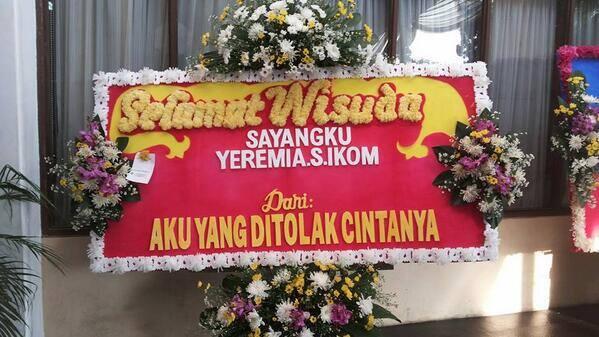 Selamat Wisuda
SAYANGKU
YEREMIA.S.IKOM
Dari:
AKU YANG DITOLAK CINTANYA